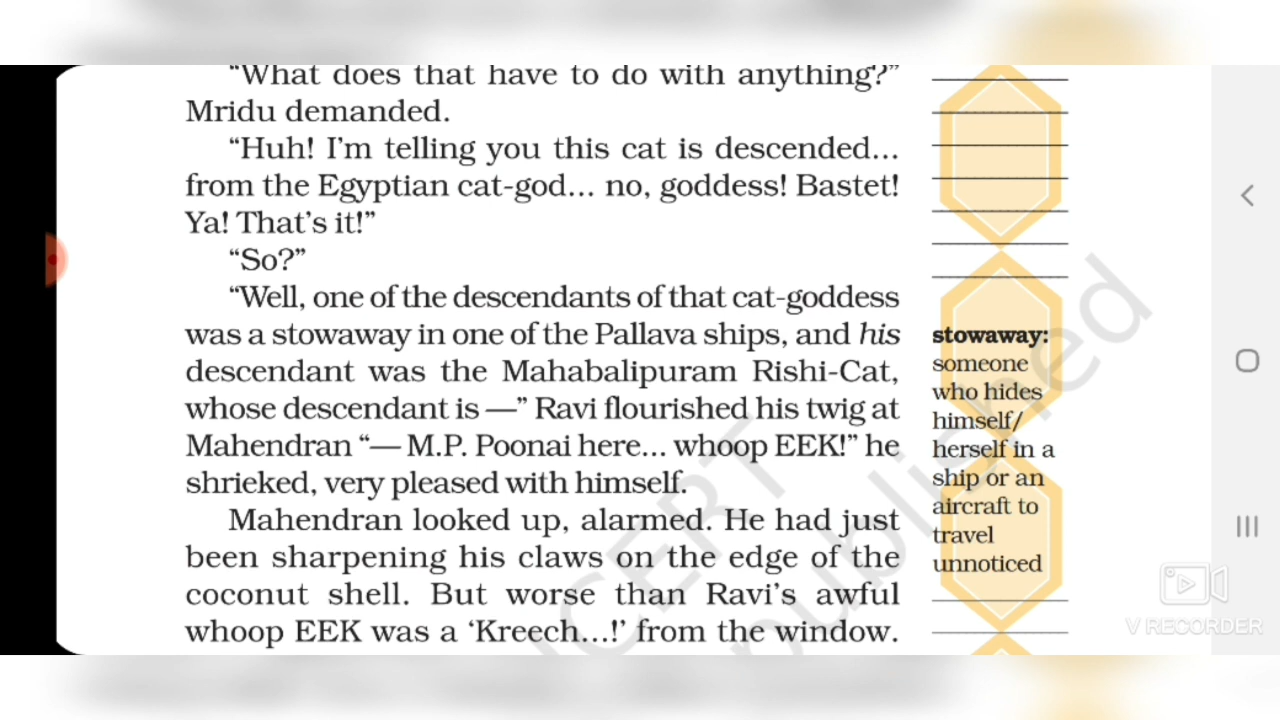 “What does that have to do with anything?”
Mridu demanded.
“Huh! I'm telling you this cat is descended...
from the Egyptian cat-god... no, goddess! Bastet!
Ya! That's it!”
“So?”
“Well, one of the descendants of that cat-goddess
was a stowaway in one of the Pallava ships, and his
descendant was the Mahabalipuram Rishi-Cat,
whose descendant is —” Ravi flourished his twig at
Mahendran “— M.P. Poonai here... whoop EEK!” he
shrieked, very pleased with himself.
Mahendran looked up, alarmed. He had just
been sharpening his claws on the edge of the
coconut shell. But worse than Ravi's awful
whoop EEK was a ‘Kreech...!’ from the window.
stowaway:
someone
who hides
himself/
herself in a
ship or an
aircraft to
travel
unnoticed
NCERT
published
V RECORDER